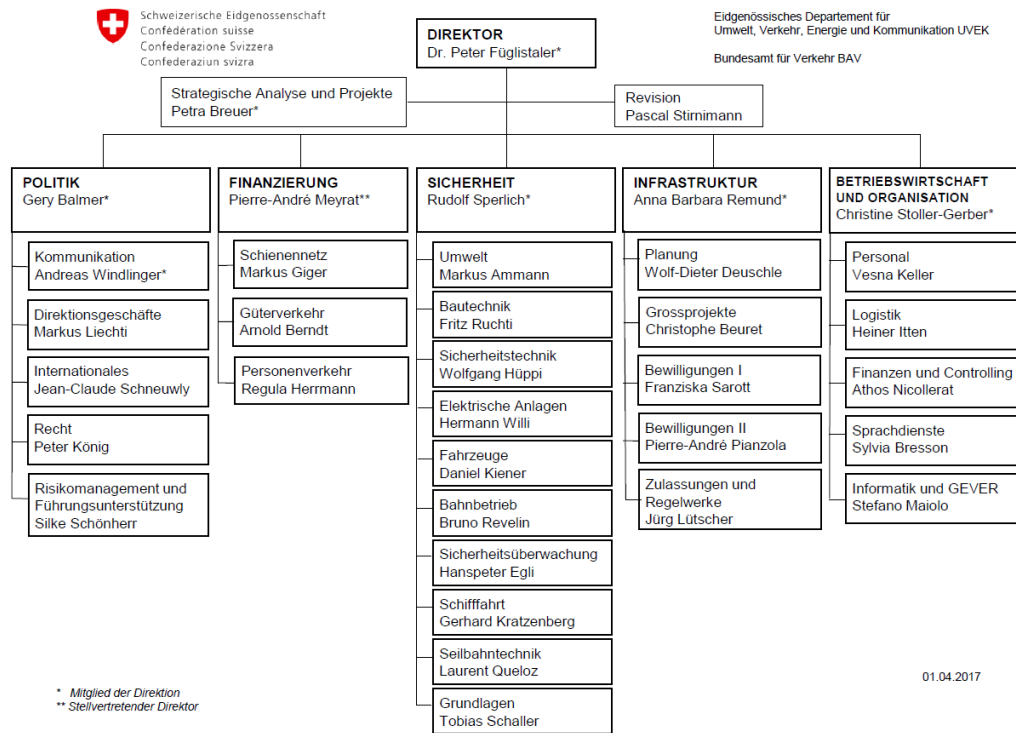 Schweizerische Eidgenossenschaft
Confédération suisse
Confederazione Svizzera
Confederaziun svizra
DIREKTOR
Dr. Peter Füglistaler*
Eidgenössisches Departement für
Umwelt, Verkehr, Energie und Kommunikation UVEK
Bundesamt für Verkehr BAV
Strategische Analyse und Projekte
Petra Breuer*
Revision
Pascal Stirnimann
POLITIK
Gery Balmer*
Kommunikation
Andreas Windlinger*
Direktionsgeschäfte
Markus Liechti
Internationales
Jean-Claude Schneuwly
Recht
Peter König
Risikomanagement und
Führungsunterstützung
Silke Schönherr
FINANZIERUNG
Pierre-André Meyrat**
Schienennetz
Markus Giger
Güterverkehr
Arnold Berndt
Personenverkehr
Regula Herrmann
SICHERHEIT
Rudolf Sperlich*
Umwelt
Markus Ammann
Bautechnik
Fritz Ruchti
Sicherheitstechnik
Wolfgang Hüppi
Elektrische Anlagen
Hermann Willi
Fahrzeuge
Daniel Kiener
Bahnbetrieb
Bruno Revelin
Sicherheitsüberwachung
Hanspeter Egli
Schifffahrt
Gerhard Kratzenberg
Seilbahntechnik
Laurent Queloz
Grundlagen
Tobias Schaller
INFRASTRUKTUR
Anna Barbara Remund*
Planung
Wolf-Dieter Deuschle
Grossprojekte
Christophe Beuret
Bewilligungen I
Franziska Sarott
Bewilligungen II
Pierre-André Pianzola
Zulassungen und
Regelwerke
Jürg Lütscher
BETRIEBSWIRTSCHAFT
UND ORGANISATION
Christine Stoller-Gerber*
Personal
Vesna Keller
Logistik
Heiner Itten
Finanzen und Controlling
Athos Nicollerat
Sprachdienste
Sylvia Bresson
Informatik und GEVER
Stefano Maiolo
* Mitglied der Direktion
** Stellvertretender Direktor
01.04.2017